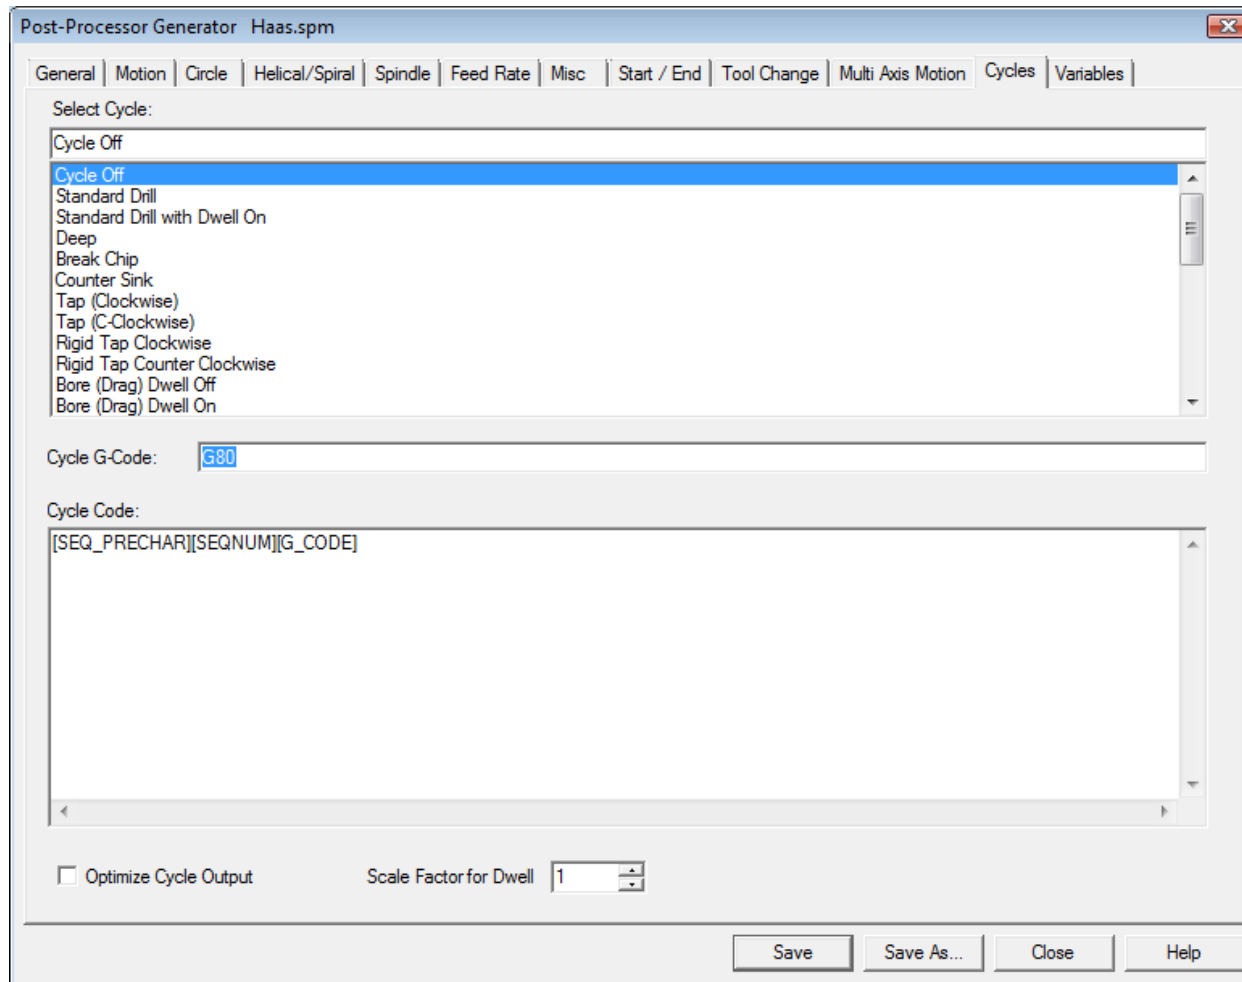 Post-Processor Generator   Haas.spm
General Motion Circle Helical/Spiral Spindle Feed Rate Misc Start / End Tool Change Multi Axis Motion Cycles Variables
Select Cycle:
Cycle Off
Cycle Off
Standard Drill
Standard Drill with Dwell On
Deep
Break Chip
Counter Sink
Tap (Clockwise)
Tap (C-Clockwise)
Rigid Tap Clockwise
Rigid Tap Counter Clockwise
Bore (Drag) Dwell Off
Bore (Drag) Dwell On
Cycle G-Code: G80
Cycle Code:
[SEQ_PRECHAR][SEQNUM][G_CODE]
Optimize Cycle Output Scale Factor for Dwell 1
Save Save As... Close Help